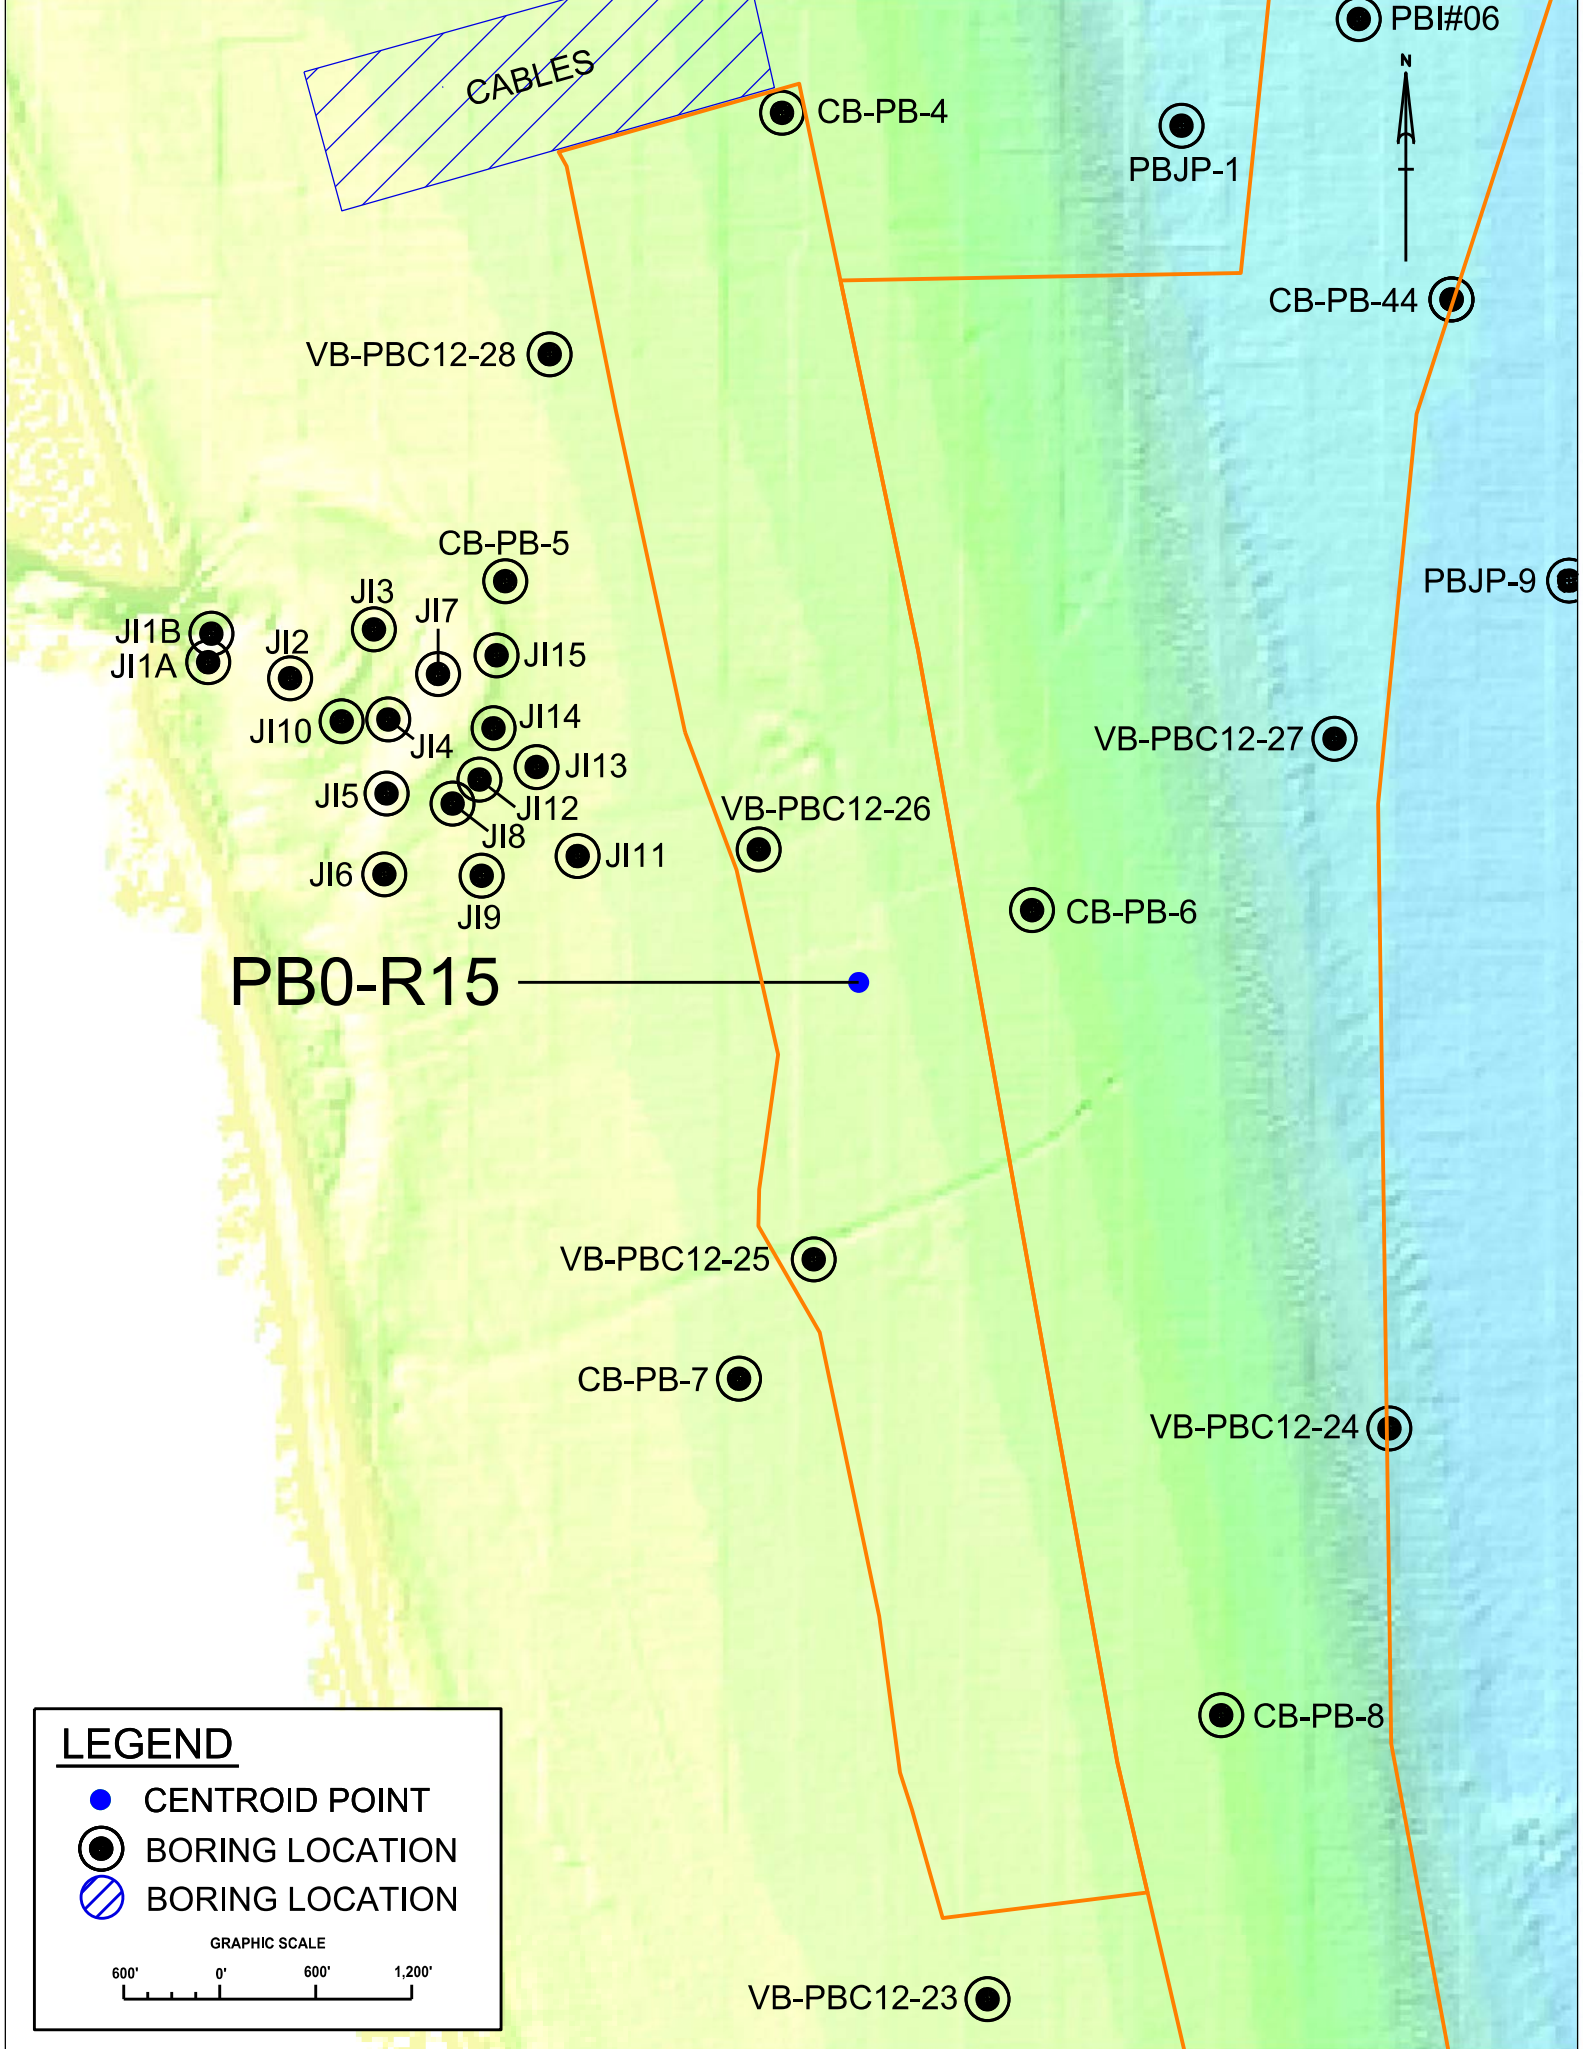 PBI#06
N
CABLES
CB-PB-4
PBJP-1
CB-PB-44
VB-PBC12-28
CB-PB-5
PBJP-9
JI3
JI7
JI1B
JI2
JI15
JI1A
JI14
JI10
JI4
VB-PBC12-27
JI13
JI5
JI12
VB-PBC12-26
JI8
JI11
JI6
JI9
CB-PB-6
PB0-R15
VB-PBC12-25
CB-PB-7
VB-PBC12-24
CB-PB-8
LEGEND
CENTROID POINT
BORING LOCATION
BORING LOCATION
GRAPHIC SCALE
600' 0' 600' 1,200'
VB-PBC12-23